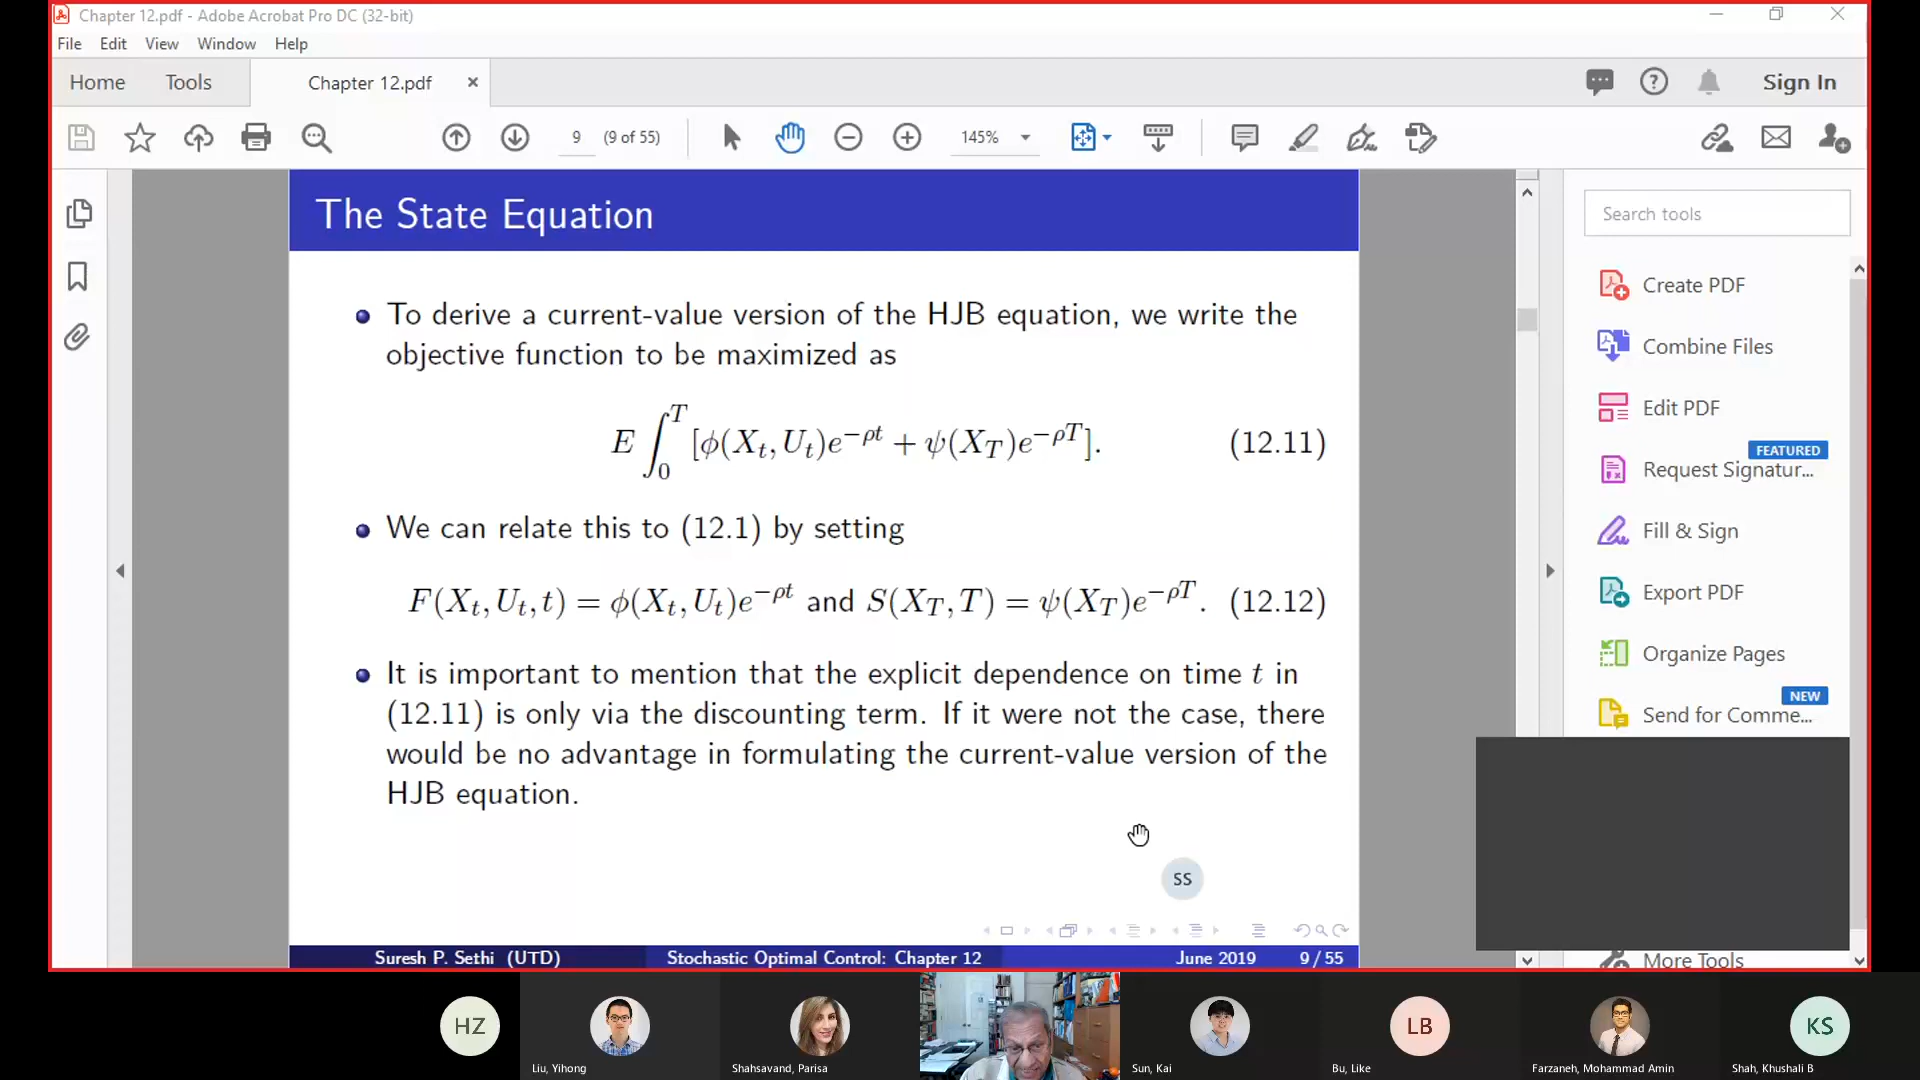 Chapter 12.pdf - Adobe Acrobat Pro DC (32-bit)
File Edit View Window Help
Home Tools Chapter 12.pdf × Sign In
9 (9 of 55) 145%
The State Equation
To derive a current-value version of the HJB equation, we write the
objective function to be maximized as
E ∫_0^T [ϕ(X_t, U_t)e^{−ρt} + ψ(X_T)e^{−ρT}]. (12.11)
We can relate this to (12.1) by setting
F(X_t, U_t, t) = ϕ(X_t, U_t)e^{−ρt} and S(X_T, T) = ψ(X_T)e^{−ρT}. (12.12)
It is important to mention that the explicit dependence on time t in
(12.11) is only via the discounting term. If it were not the case, there
would be no advantage in formulating the current-value version of the
HJB equation.
SS
Suresh P. Sethi (UTD) Stochastic Optimal Control: Chapter 12 June 2019 9 / 55
Search tools
Create PDF
Combine Files
Edit PDF
FEATURED
Request Signatur...
Fill & Sign
Export PDF
Organize Pages
NEW
Send for Comme...
More Tools
HZ
Liu, Yihong
Shahsavand, Parisa
Sun, Kai
LB
Bu, Like
Farzaneh, Mohammad Amin
KS
Shah, Khushali B